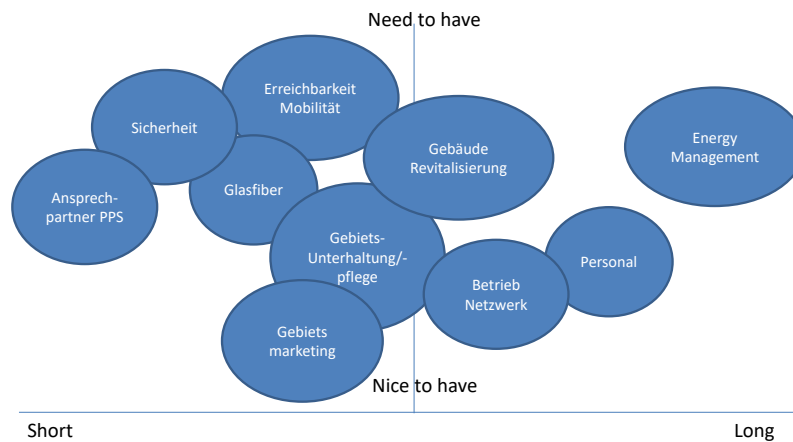 Need to have
Erreichbarkeit
Mobilität
Sicherheit
Gebäude
Revitalisierung
Energy
Management
Ansprech-
partner PPS
Glasfiber
Gebiets-
Unterhaltung/-
pflege
Personal
Betrieb
Netzwerk
Gebiets
marketing
Nice to have
Short
Long